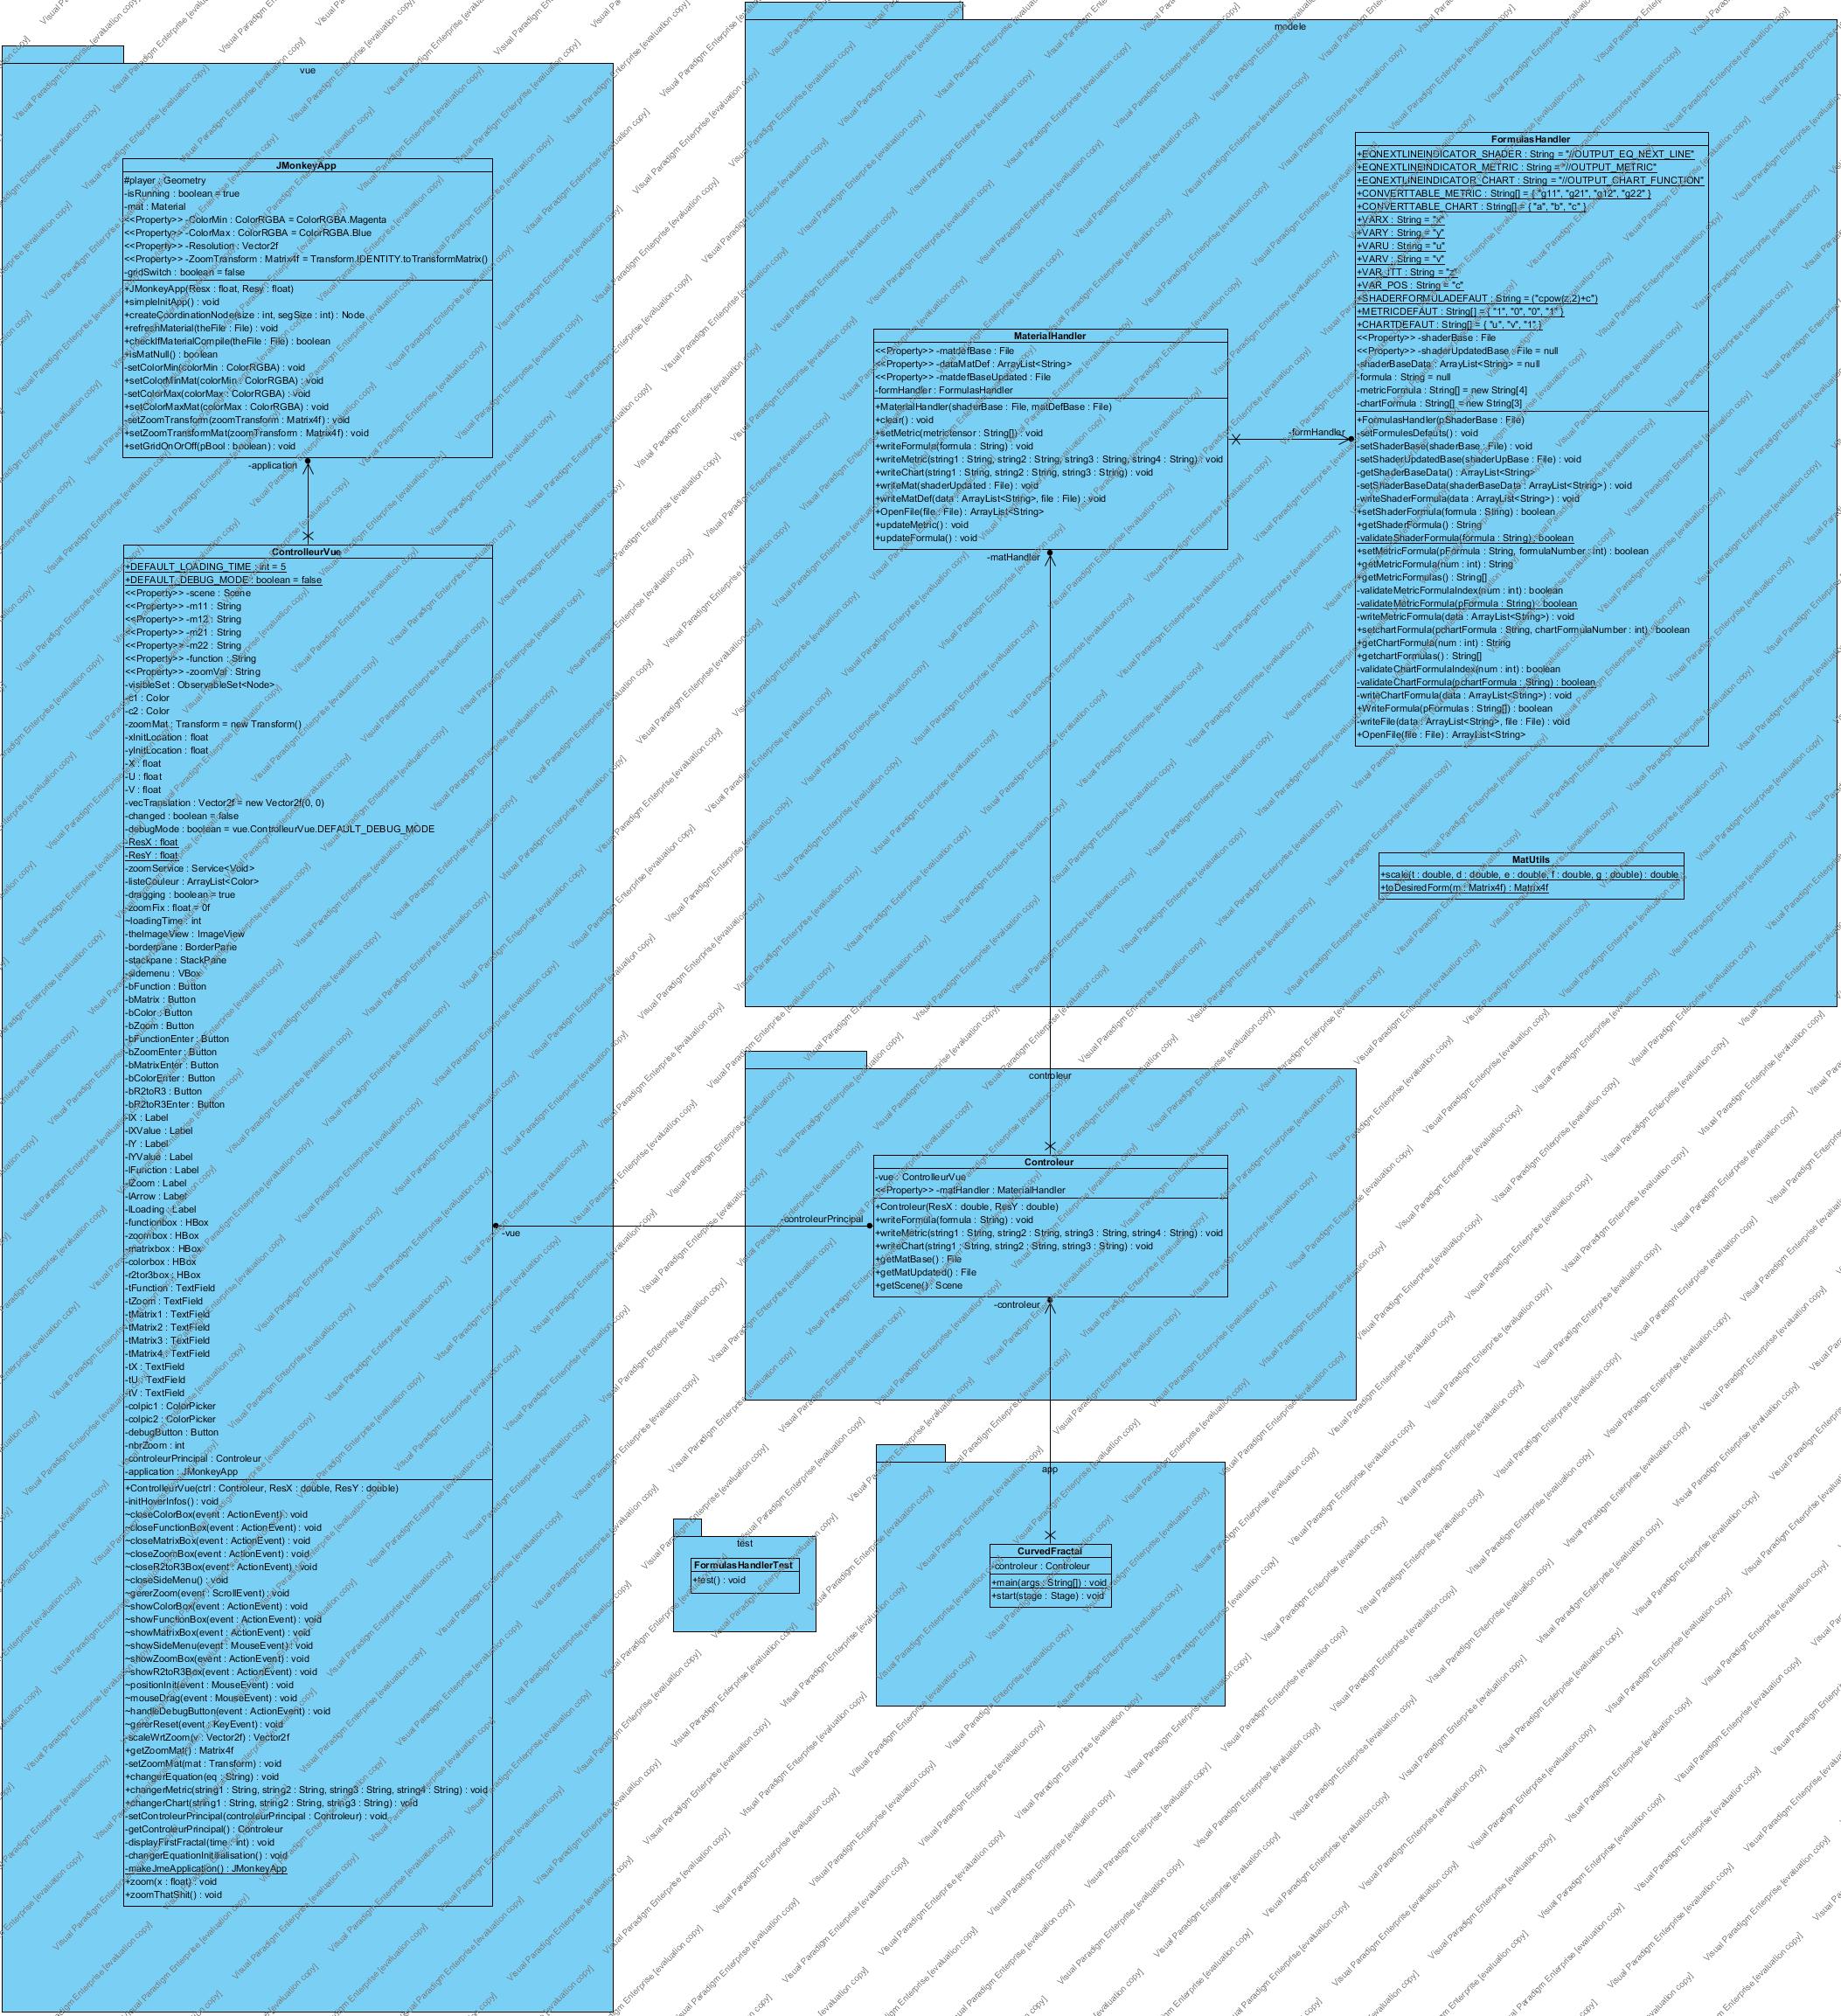 vue
JMonkeyApp
#player : Geometry
-isRunning : boolean = true
-mat : Material
<<Property>> -ColorMin : ColorRGBA = ColorRGBA.Magenta
<<Property>> -ColorMax : ColorRGBA = ColorRGBA.Blue
<<Property>> -Resolution : Vector2f
<<Property>> -ZoomTransform : Matrix4f = Transform.IDENTITY.toTransformMatrix()
-gridSwitch : boolean = false
+JMonkeyApp(Resx : float, Resy : float)
+simpleInitApp() : void
+createCoordinationNode(size : int, segSize : int) : Node
+refreshMaterial(theFile : File) : void
+checkIfMaterialCompile(theFile : File) : boolean
+isMatNull() : boolean
-setColorMin(colorMin : ColorRGBA) : void
+setColorMinMat(colorMin : ColorRGBA) : void
-setColorMax(colorMax : ColorRGBA) : void
+setColorMaxMat(colorMax : ColorRGBA) : void
-setZoomTransform(zoomTransform : Matrix4f) : void
+setZoomTransformMat(zoomTransform : Matrix4f) : void
+setGridOnOrOff(pBool : boolean) : void
-application
ControlleurVue
+DEFAULT_LOADING_TIME : int = 5
+DEFAULT_DEBUG_MODE : boolean = false
<<Property>> -scene : Scene
<<Property>> -m11 : String
<<Property>> -m12 : String
<<Property>> -m21 : String
<<Property>> -m22 : String
<<Property>> -function : String
<<Property>> -zoomVal : String
-visibleSet : ObservableSet<Node>
-c1 : Color
-c2 : Color
-zoomMat : Transform = new Transform()
-xInitLocation : float
-yInitLocation : float
-X : float
-U : float
-V : float
-vecTranslation : Vector2f = new Vector2f(0, 0)
-changed : boolean = false
-debugMode : boolean = vue.ControlleurVue.DEFAULT_DEBUG_MODE
-ResX : float
-ResY : float
-zoomService : Service<Void>
-listeCouleur : ArrayList<Color>
-dragging : boolean = true
-zoomFix : float = 0f
~loadingTime : int
-theImageView : ImageView
-borderpane : BorderPane
-stackpane : StackPane
-sidemenu : VBox
-bFunction : Button
-bMatrix : Button
-bColor : Button
-bZoom : Button
-bFunctionEnter : Button
-bZoomEnter : Button
-bMatrixEnter : Button
-bColorEnter : Button
-bR2toR3 : Button
-bR2toR3Enter : Button
-lX : Label
-lXValue : Label
-lY : Label
-lYValue : Label
-lFunction : Label
-lZoom : Label
-lArrow : Label
-lLoading : Label
-functionbox : HBox
-zoombox : HBox
-matrixbox : HBox
-colorbox : HBox
-r2tor3box : HBox
-tFunction : TextField
-tZoom : TextField
-tMatrix1 : TextField
-tMatrix2 : TextField
-tMatrix3 : TextField
-tMatrix4 : TextField
-tX : TextField
-tU : TextField
-tV : TextField
-colpic1 : ColorPicker
-colpic2 : ColorPicker
-debugButton : Button
-nbrZoom : int
-controleurPrincipal : Controleur
-application : JMonkeyApp
+ControlleurVue(ctrl : Controleur, ResX : double, ResY : double)
-initHoverInfos() : void
~closeColorBox(event : ActionEvent) : void
~closeFunctionBox(event : ActionEvent) : void
~closeMatrixBox(event : ActionEvent) : void
~closeZoomBox(event : ActionEvent) : void
~closeR2toR3Box(event : ActionEvent) : void
~closeSideMenu() : void
~gererZoom(event : ScrollEvent) : void
~showColorBox(event : ActionEvent) : void
~showFunctionBox(event : ActionEvent) : void
~showMatrixBox(event : ActionEvent) : void
~showSideMenu(event : MouseEvent) : void
~showZoomBox(event : ActionEvent) : void
~showR2toR3Box(event : ActionEvent) : void
~positionInit(event : MouseEvent) : void
~mouseDrag(event : MouseEvent) : void
~handleDebugButton(event : ActionEvent) : void
~gererReset(event : KeyEvent) : void
-scaleWrtZoom(v : Vector2f) : Vector2f
+getZoomMat() : Matrix4f
-setZoomMat(mat : Transform) : void
+changerEquation(eq : String) : void
+changerMetric(string1 : String, string2 : String, string3 : String, string4 : String) : void
+changerChart(string1 : String, string2 : String, string3 : String) : void
-setControleurPrincipal(controleurPrincipal : Controleur) : void
-getControleurPrincipal() : Controleur
-displayFirstFractal(time : int) : void
-changerEquationInitilialisation() : void
-makeJmeApplication() : JMonkeyApp
+zoom(x : float) : void
+zoomThatShit() : void
-vue
-controleurPrincipal
modele
MaterialHandler
<<Property>> -matdefBase : File
<<Property>> -dataMatDef : ArrayList<String>
<<Property>> -matdefBaseUpdated : File
-formHandler : FormulasHandler
+MaterialHandler(shaderBase : File, matDefBase : File)
+clear() : void
+setMetric(metrictensor : String[]) : void
+writeFormula(formula : String) : void
+writeMetric(string1 : String, string2 : String, string3 : String, string4 : String) : void
+writeChart(string1 : String, string2 : String, string3 : String) : void
+writeMat(shaderUpdated : File) : void
+writeMatDef(data : ArrayList<String>, file : File) : void
+OpenFile(file : File) : ArrayList<String>
+updateMetric() : void
+updateFormula() : void
-matHandler
-formHandler
FormulasHandler
+EQNEXTLINEINDICATOR_SHADER : String = "//OUTPUT_EQ_NEXT_LINE"
+EQNEXTLINEINDICATOR_METRIC : String = "//OUTPUT_METRIC"
+EQNEXTLINEINDICATOR_CHART : String = "//OUTPUT_CHART_FUNCTION"
+CONVERTTABLE_METRIC : String[] = { "g11", "g21", "g12", "g22" }
+CONVERTTABLE_CHART : String[] = { "a", "b", "c" }
+VARX : String = "x"
+VARY : String = "y"
+VARU : String = "u"
+VARV : String = "v"
+VAR_ITT : String = "z"
+VAR_POS : String = "c"
+SHADERFORMULADEFAUT : String = ("cpow(z,2)+c")
+METRICDEFAUT : String[] = { "1", "0", "0", "1" }
+CHARTDEFAUT : String[] = { "u", "v", "1" }
<<Property>> -shaderBase : File
<<Property>> -shaderUpdatedBase : File = null
-shaderBaseData : ArrayList<String> = null
-formula : String = null
-metricFormula : String[] = new String[4]
-chartFormula : String[] = new String[3]
+FormulasHandler(pShaderBase : File)
-setFormulesDefauts() : void
-setShaderBase(shaderBase : File) : void
-setShaderUpdatedBase(shaderUpBase : File) : void
-getShaderBaseData() : ArrayList<String>
-setShaderBaseData(shaderBaseData : ArrayList<String>) : void
-writeShaderFormula(data : ArrayList<String>) : void
+setShaderFormula(formula : String) : boolean
+getShaderFormula() : String
-validateShaderFormula(formula : String) : boolean
+setMetricFormula(pFormula : String, formulaNumber : int) : boolean
+getMetricFormula(num : int) : String
+getMetricFormulas() : String[]
-validateMetricFormulaIndex(num : int) : boolean
-validateMetricFormula(pFormula : String) : boolean
-writeMetricFormula(data : ArrayList<String>) : void
+setchartFormula(pchartFormula : String, chartFormulaNumber : int) : boolean
+getChartFormula(num : int) : String
+getchartFormulas() : String[]
-validateChartFormulaIndex(num : int) : boolean
-validateChartFormula(pchartFormula : String) : boolean
-writeChartFormula(data : ArrayList<String>) : void
+WriteFormula(pFormulas : String[]) : boolean
-writeFile(data : ArrayList<String>, file : File) : void
+OpenFile(file : File) : ArrayList<String>
MatUtils
+scale(t : double, d : double, e : double, f : double, g : double) : double
+toDesiredForm(m : Matrix4f) : Matrix4f
controleur
Controleur
-vue : ControlleurVue
<<Property>> -matHandler : MaterialHandler
+Controleur(ResX : double, ResY : double)
+writeFormula(formula : String) : void
+writeMetric(string1 : String, string2 : String, string3 : String, string4 : String) : void
+writeChart(string1 : String, string2 : String, string3 : String) : void
+getMatBase() : File
+getMatUpdated() : File
+getScene() : Scene
-controleur
app
CurvedFractal
-controleur : Controleur
+main(args : String[]) : void
+start(stage : Stage) : void
test
FormulasHandlerTest
+test() : void
Visual Paradigm Enterprise [evaluation copy]